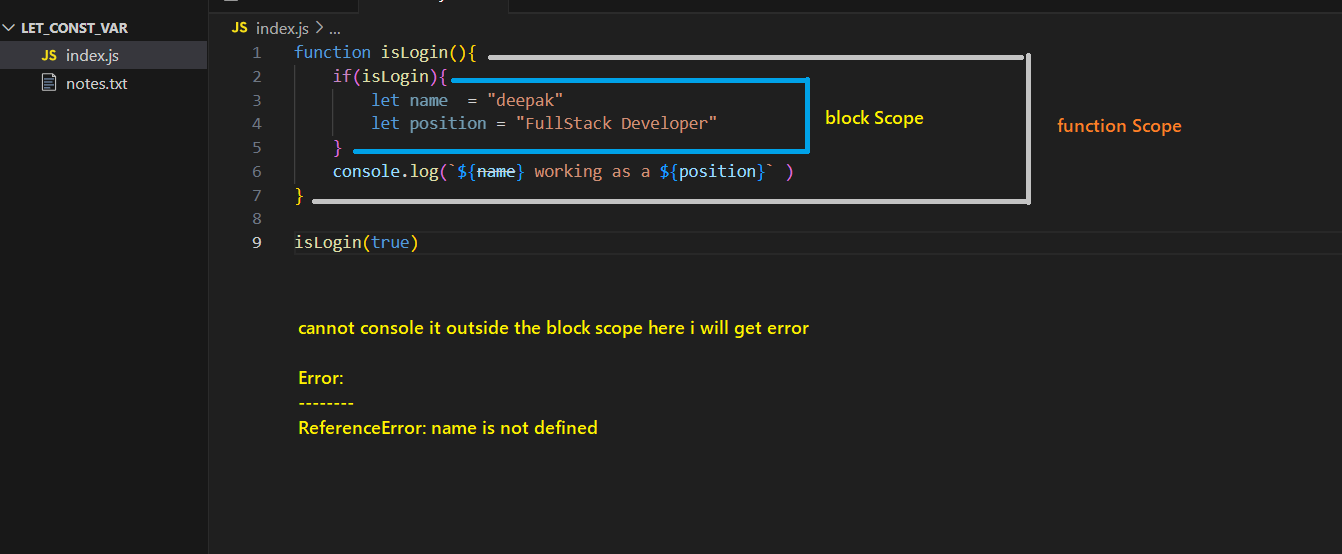 LET_CONST_VAR
JS index.js
notes.txt
JS index.js > ...
1 function isLogin(){
2 if(isLogin){
3 let name  = "deepak"
4 let position = "FullStack Developer"
5 }
6 console.log(`${name} working as a ${position}` )
7 }
8
9 isLogin(true)
block Scope
function Scope
cannot console it outside the block scope here i will get error
Error:
--------
ReferenceError: name is not defined